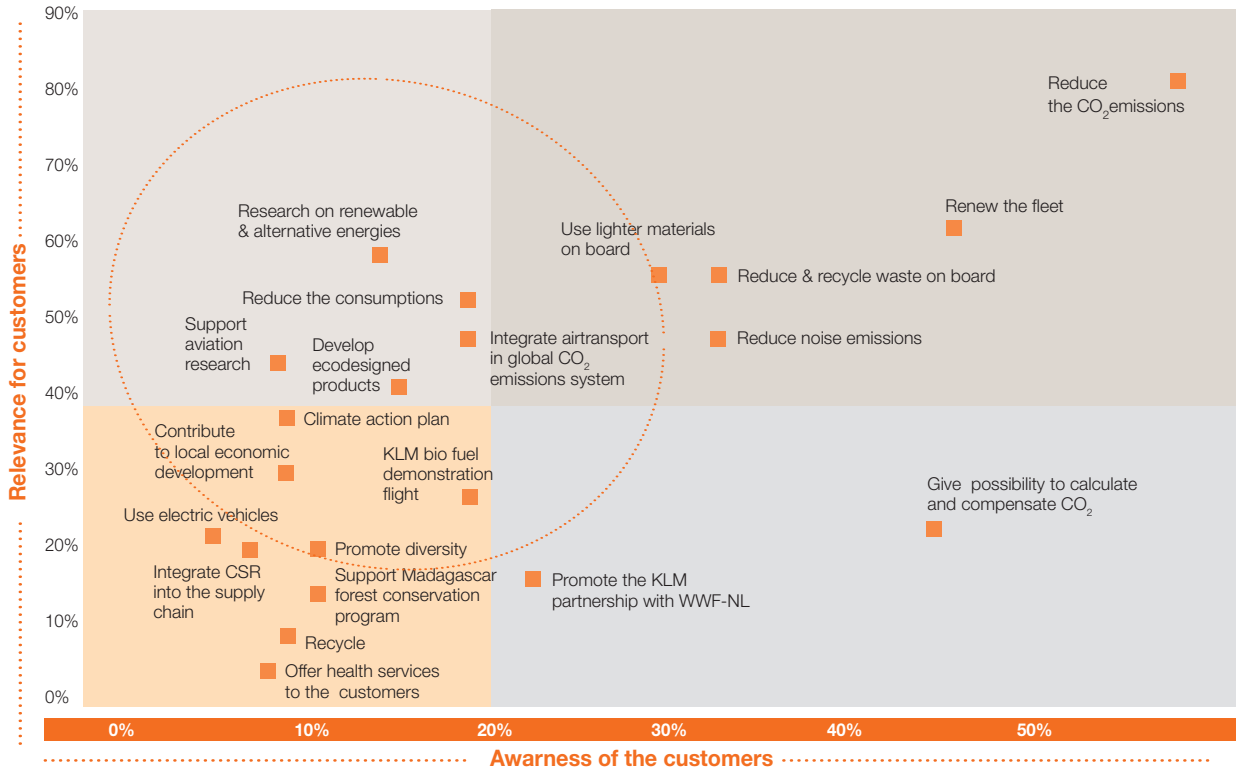 90%
80%
70%
60%
50%
40%
30%
20%
10%
0%
Relevance for customers
Reduce
the CO₂emissions
Renew the fleet
Research on renewable
& alternative energies
Use lighter materials
on board
Reduce & recycle waste on board
Reduce the consumptions
Support
aviation
research
Develop
ecodesigned
products
Integrate airtransport
in global CO₂
emissions system
Reduce noise emissions
Climate action plan
Contribute
to local economic
development
KLM bio fuel
demonstration
flight
Give possibility to calculate
and compensate CO₂
Use electric vehicles
Integrate CSR
into the supply
chain
Promote diversity
Support Madagascar
forest conservation
program
Promote the KLM
partnership with WWF-NL
Recycle
Offer health services
to the customers
0% 10% 20% 30% 40% 50%
Awarness of the customers